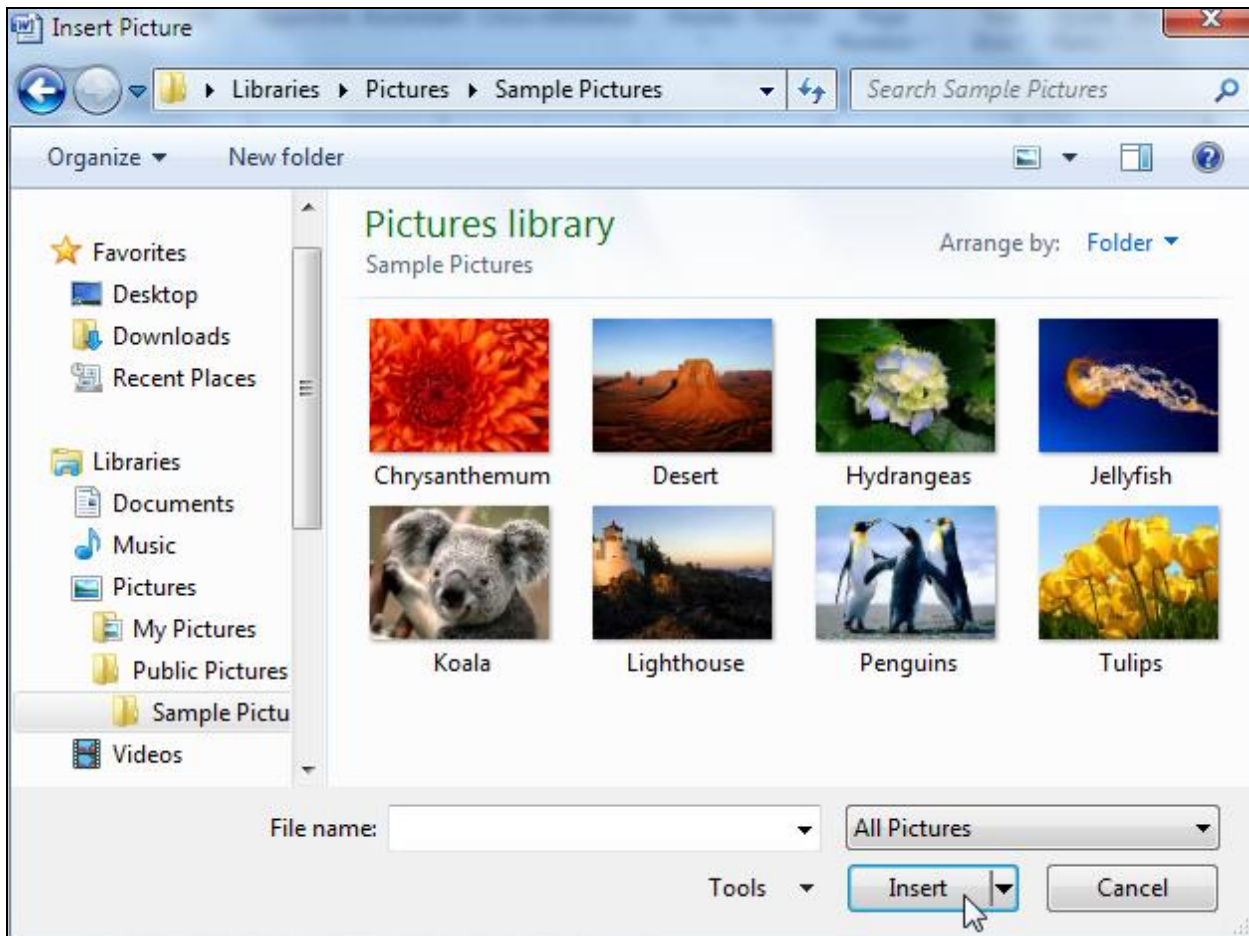 Insert Picture
Libraries Pictures Sample Pictures
Search Sample Pictures
Organize New folder
Favorites
Desktop
Downloads
Recent Places
Libraries
Documents
Music
Pictures
My Pictures
Public Pictures
Sample Pictu
Videos
Pictures library
Sample Pictures
Arrange by: Folder
Chrysanthemum Desert Hydrangeas Jellyfish
Koala Lighthouse Penguins Tulips
File name: All Pictures
Tools Insert Cancel